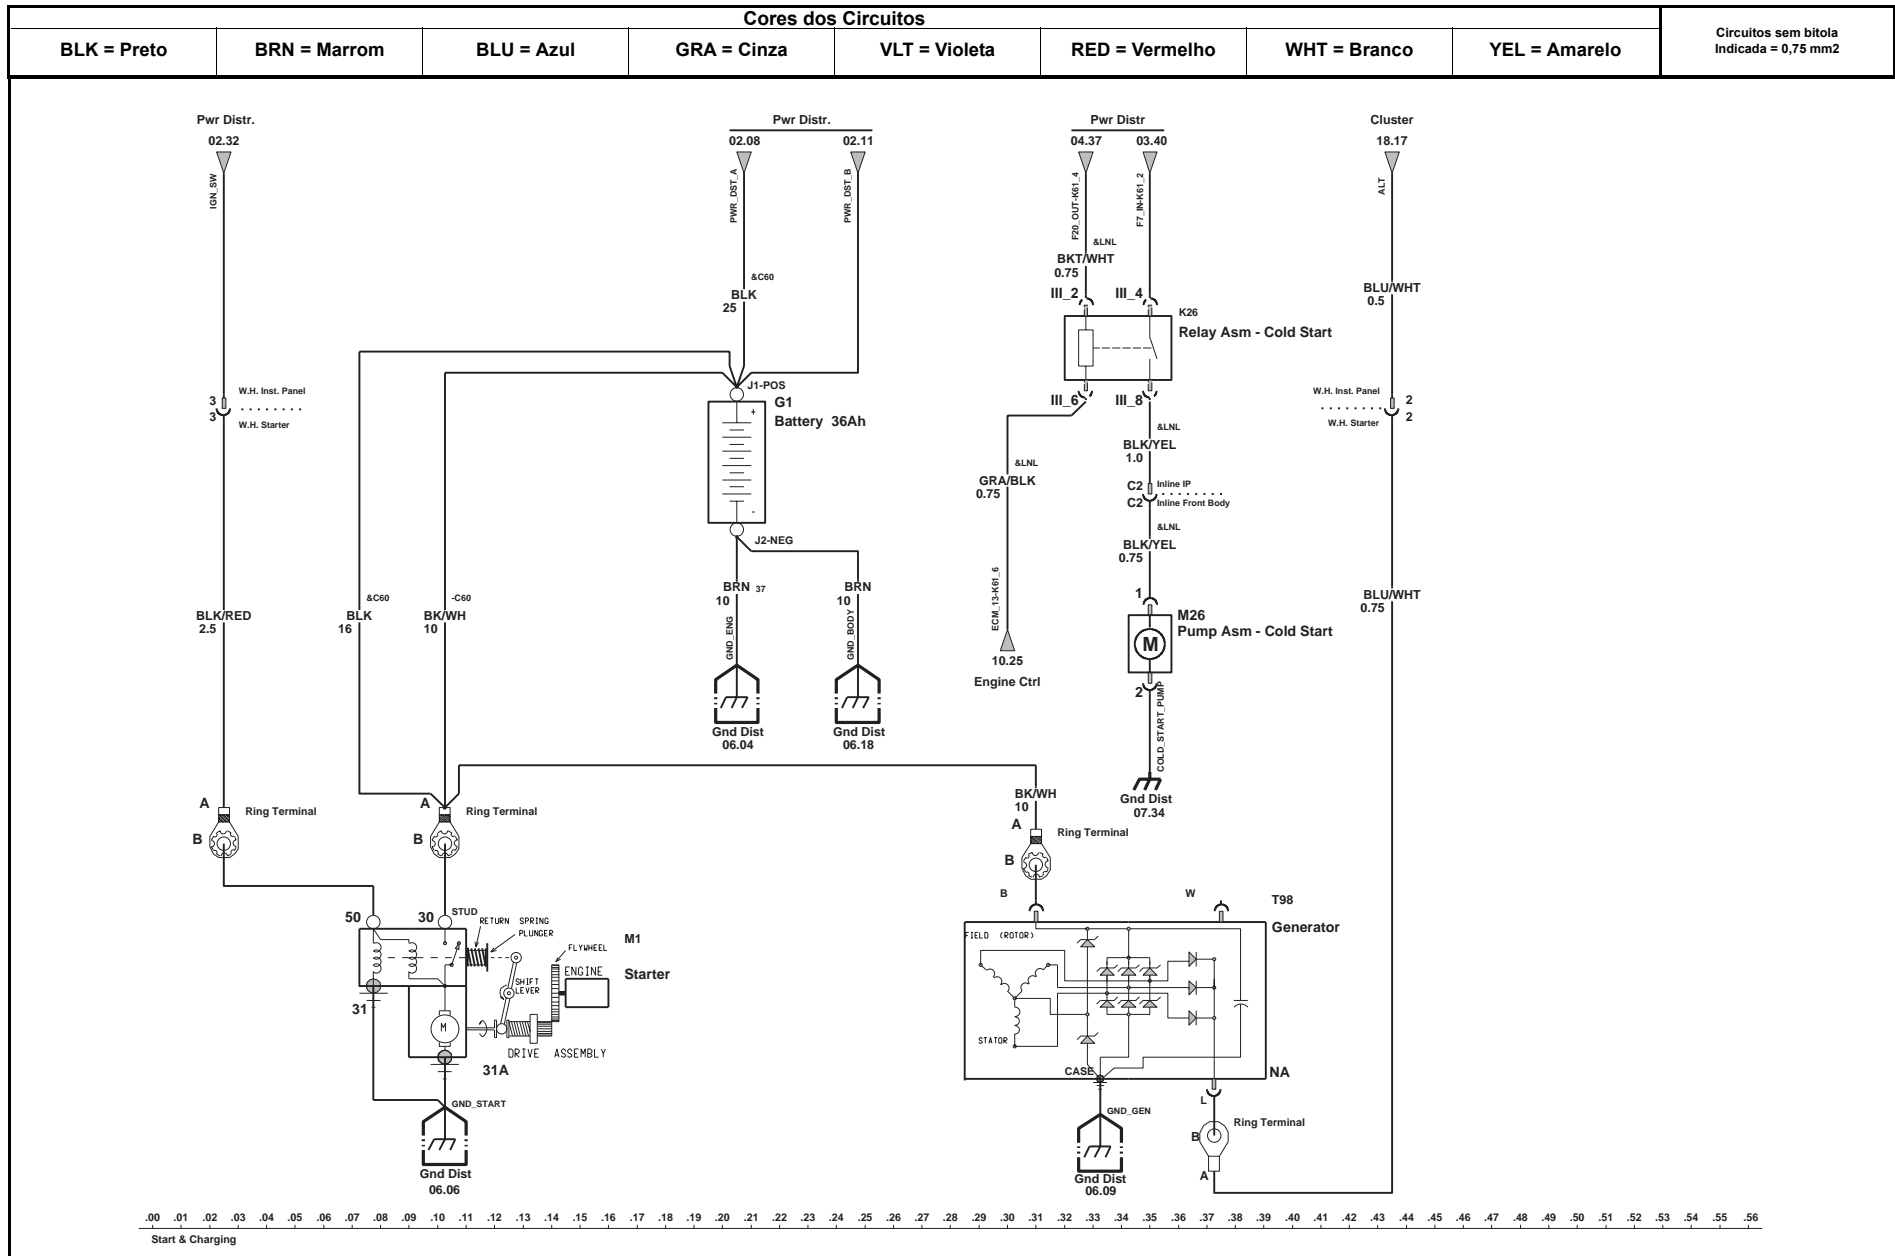 Cores dos Circuitos
BLK = Preto
BRN = Marrom
BLU = Azul
GRA = Cinza
VLT = Violeta
RED = Vermelho
WHT = Branco
YEL = Amarelo
Circuitos sem bitola
Indicada = 0,75 mm2
Pwr Distr.
02.32
IGN_SW
Pwr Distr.
02.08
02.11
PWR_DST_A
PWR_DST_B
Pwr Distr
04.37
03.40
F20_OUT-K61_4
F7_IN-K61_2
Cluster
18.17
ALT
&LNL
BKT/WHT
0.75
&C60
BLK
25
BLU/WHT
0.5
III_2
III_4
K26
Relay Asm - Cold Start
J1-POS
G1
Battery 36Ah
+
-
J2-NEG
3
W.H. Inst. Panel
3
W.H. Starter
III_6
III_8
W.H. Inst. Panel
2
W.H. Starter
2
&LNL
BLK/YEL
1.0
&LNL
GRA/BLK
0.75
C2
Inline IP
C2
Inline Front Body
&LNL
BLK/YEL
0.75
BLK/RED
2.5
&C60
BLK
16
-C60
BK/WH
10
BRN 37
10
GND_ENG
BRN
10
GND_BODY
ECM_13-K61_6
10.25
Engine Ctrl
1
M26
Pump Asm - Cold Start
M
2
COLD_START_PUMP
BLU/WHT
0.75
Gnd Dist
06.04
Gnd Dist
06.18
Gnd Dist
07.34
A
Ring Terminal
B
A
Ring Terminal
B
BK/WH
10
A
Ring Terminal
B
B
W
T98
Generator
50
30
STUD
RETURN SPRING
PLUNGER
FLYWHEEL
M1
Starter
ENGINE
SHIFT
LEVER
31
M
DRIVE ASSEMBLY
31A
GND_START
Gnd Dist
06.06
FIELD (ROTOR)
STATOR
CASE
NA
GND_GEN
Gnd Dist
06.09
L
Ring Terminal
B
A
.00 .01 .02 .03 .04 .05 .06 .07 .08 .09 .10 .11 .12 .13 .14 .15 .16 .17 .18 .19 .20 .21 .22 .23 .24 .25 .26 .27 .28 .29 .30 .31 .33 .34 .35 .36 .37 .38 .39 .40 .41 .42 .43 .44 .45 .46 .47 .48 .49 .50 .51 .52 .53 .54 .55 .56
Start & Charging